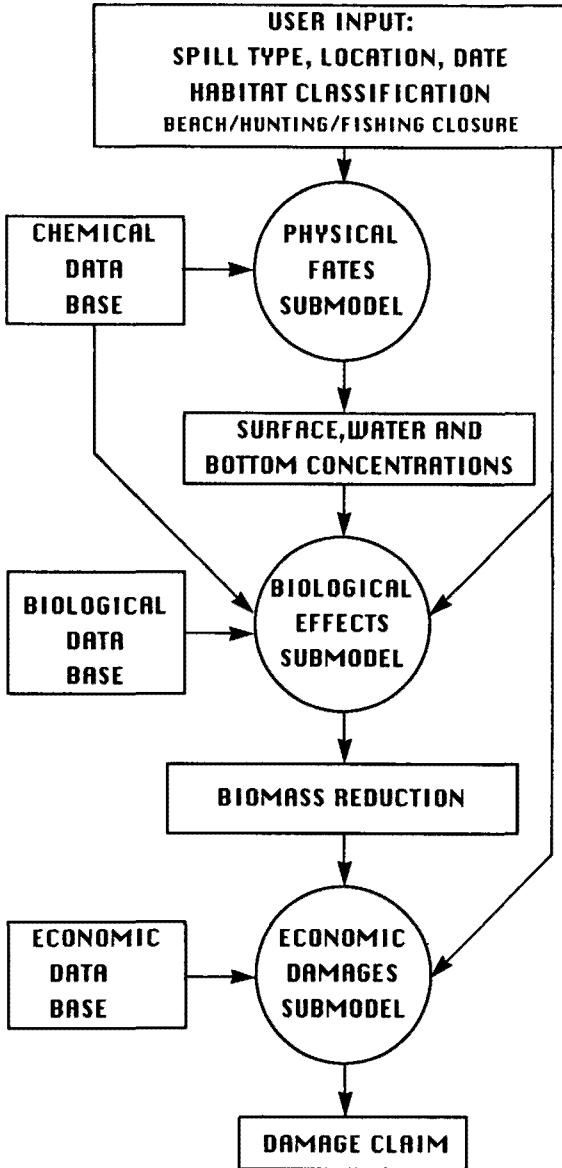 USER INPUT:
SPILL TYPE, LOCATION, DATE
HABITAT CLASSIFICATION
BEACH/HUNTING/FISHING CLOSURE
CHEMICAL
DATA
BASE
PHYSICAL
FATES
SUBMODEL
SURFACE,WATER AND
BOTTOM CONCENTRATIONS
BIOLOGICAL
DATA
BASE
BIOLOGICAL
EFFECTS
SUBMODEL
BIOMASS REDUCTION
ECONOMIC
DATA
BASE
ECONOMIC
DAMAGES
SUBMODEL
DAMAGE CLAIM